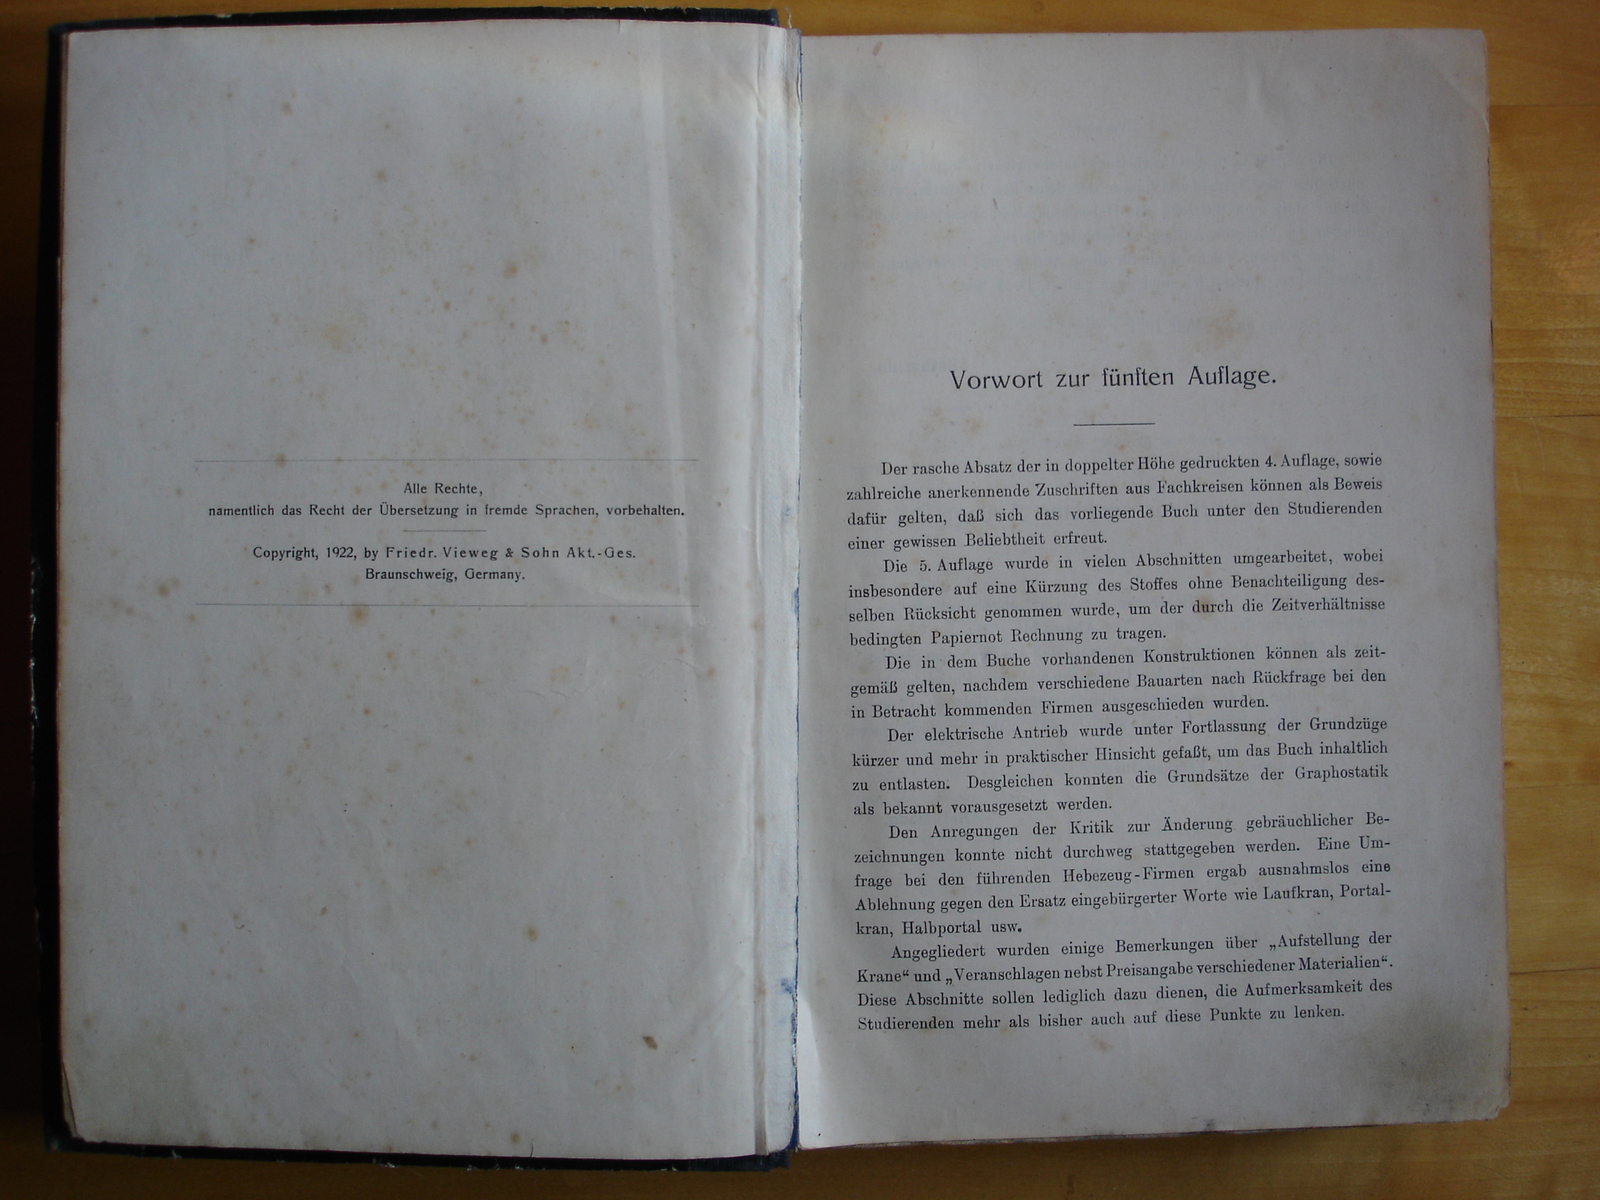 Alle Rechte,
namentlich das Recht der Übersetzung in fremde Sprachen, vorbehalten.
Copyright, 1922, by Friedr. Vieweg & Sohn Akt.-Ges.
Braunschweig, Germany.
Vorwort zur fünften Auflage.
Der rasche Absatz der in doppelter Höhe gedruckten 4. Auflage, sowie
zahlreiche anerkennende Zuschriften aus Fachkreisen können als Beweis
dafür gelten, daß sich das vorliegende Buch unter den Studierenden
einer gewissen Beliebtheit erfreut.
Die 5. Auflage wurde in vielen Abschnitten umgearbeitet, wobei
insbesondere auf eine Kürzung des Stoffes ohne Benachteiligung des-
selben Rücksicht genommen wurde, um der durch die Zeitverhältnisse
bedingten Papiernot Rechnung zu tragen.
Die in dem Buche vorhandenen Konstruktionen können als zeit-
gemäß gelten, nachdem verschiedene Bauarten nach Rückfrage bei den
in Betracht kommenden Firmen ausgeschieden wurden.
Der elektrische Antrieb wurde unter Fortlassung der Grundzüge
kürzer und mehr in praktischer Hinsicht gefaßt, um das Buch inhaltlich
zu entlasten. Desgleichen konnten die Grundsätze der Graphostatik
als bekannt vorausgesetzt werden.
Den Anregungen der Kritik zur Änderung gebräuchlicher Be-
zeichnungen konnte nicht durchweg stattgegeben werden. Eine Um-
frage bei den führenden Hebezeug-Firmen ergab ausnahmslos eine
Ablehnung gegen den Ersatz eingebürgerter Worte wie Laufkran, Portal-
kran, Halbportal usw.
Angegliedert wurden einige Bemerkungen über „Aufstellung der
Krane“ und „Veranschlagen nebst Preisangabe verschiedener Materialien“.
Diese Abschnitte sollen lediglich dazu dienen, die Aufmerksamkeit des
Studierenden mehr als bisher auch auf diese Punkte zu lenken.